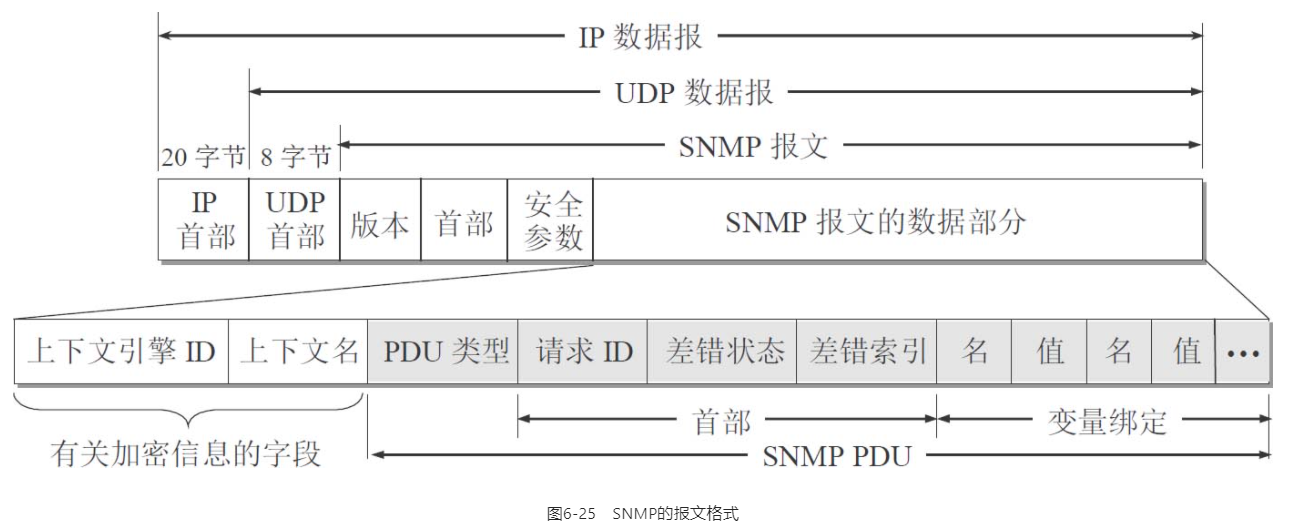 IP 数据报
UDP 数据报
SNMP 报文
20 字节 8 字节
IP 首部
UDP 首部
版本
首部
安全参数
SNMP 报文的数据部分
上下文引擎 ID 上下文名 PDU 类型 请求 ID 差错状态 差错索引 名 值 名 值 •••
首部 变量绑定
有关加密信息的字段
SNMP PDU
图6-25 SNMP的报文格式